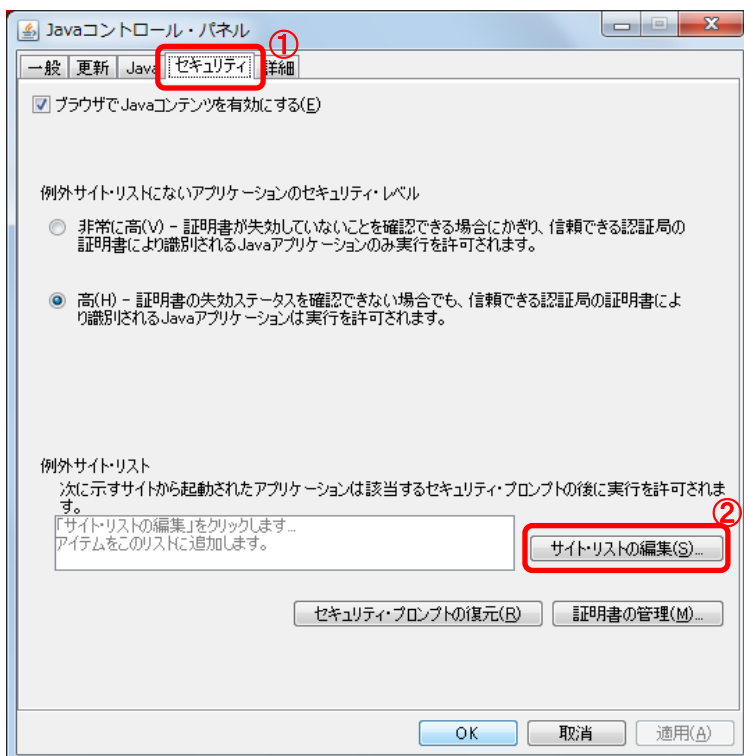 Javaコントロール・パネル
①
一般 更新 Java セキュリティ 詳細
ブラウザでJavaコンテンツを有効にする(E)
例外サイト・リストにないアプリケーションのセキュリティ・レベル
非常に高(V) - 証明書が失効していないことを確認できる場合にかぎり、信頼できる認証局の
証明書により識別されるJavaアプリケーションのみ実行を許可されます。
高(H) - 証明書の失効ステータスを確認できない場合でも、信頼できる認証局の証明書によ
り識別されるJavaアプリケーションは実行を許可されます。
例外サイト・リスト
次に示すサイトから起動されたアプリケーションは該当するセキュリティ・プロンプトの後に実行を許可されま
す。
②
「サイト・リストの編集」をクリックします...
アイテムをこのリストに追加します。
サイト・リストの編集(S)...
セキュリティ・プロンプトの復元(R) 証明書の管理(M)...
OK 取消 適用(A)